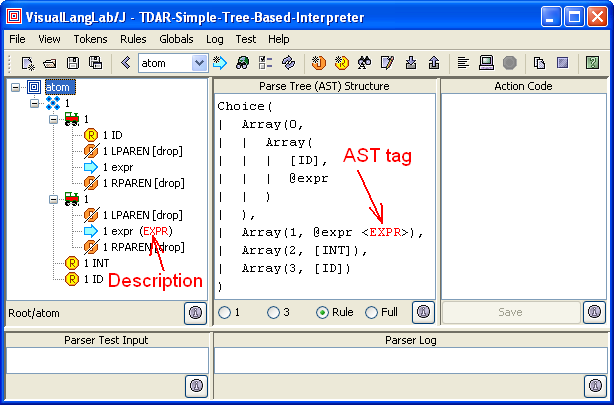 VisualLangLab/J - TDAR-Simple-Tree-Based-Interpreter
File View Tokens Rules Globals Log Test Help
atom
atom
1
1
R 1 ID
1 LPAREN [drop]
1 expr
1 RPAREN [drop]
1
1 LPAREN [drop]
1 expr (EXPR)
1 RPAREN [drop]
R 1 INT
R 1 ID
Description
Root/atom
Parse Tree (AST) Structure
Choice(
| Array(0,
| | Array(
| | | [ID],
| | | @expr
| | )
| ),
| Array(1, @expr <EXPR>),
| Array(2, [INT]),
| Array(3, [ID])
)
AST tag
1 3 Rule Full
Action Code
Save
Parser Test Input
Parser Log